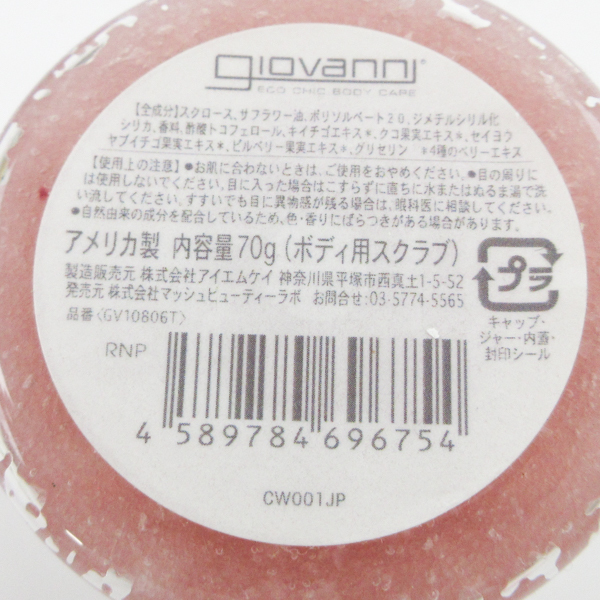 giovanni
ECO CHIC BODY CARE
【全成分】スクロース、サフラワー油、ポリソルベート20、ジメチルシリル化
シリカ、香料、酢酸トコフェロール、キイチゴエキス＊、クコ果実エキス＊、セイヨウ
ヤブイチゴ果実エキス＊、ビルベリー果実エキス＊、グリセリン ＊4種のベリーエキス
【使用上の注意】●お肌に合わないときは、ご使用をおやめください。●目の周りに
は使用しないでください。目に入った場合はこすらずに直ちに水またはぬるま湯で洗
い流してください。すすいでも目に異物感が残る場合は、眼科医に相談してください。
●自然由来の成分を配合しているため、色・香りにばらつきがある場合があります。
アメリカ製 内容量70g（ボディ用スクラブ）
製造販売元 株式会社アイエムケイ 神奈川県平塚市西真土1-5-52
発売元 株式会社マッシュビューティーラボ お問合せ:03-5774-5565
品番〈GV10806T〉
プラ
キャップ・
ジャー・内蓋・
封印シール
RNP
4 589784 696754
CW001JP